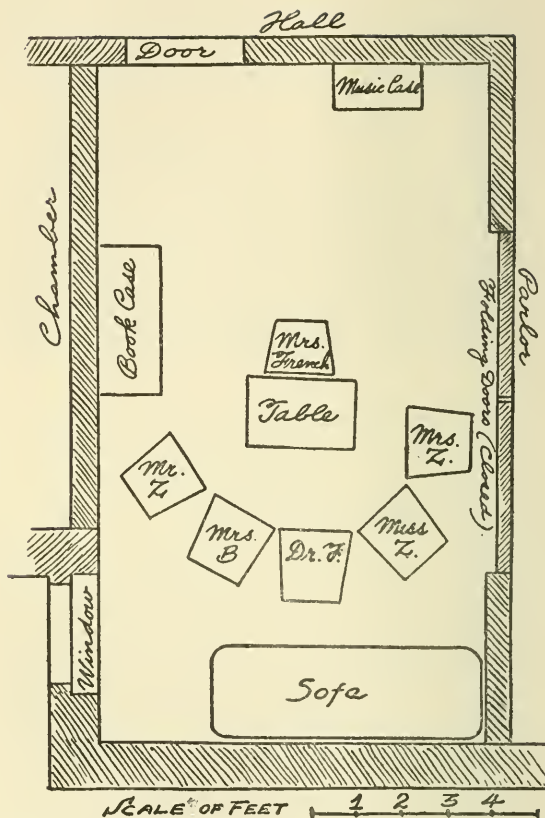 Hall
Door
Music Case
Chamber
Book Case
Mrs.
French
Table
Parlor
Folding Doors (Closed).
Mrs.
Z.
Mr.
Z
Mrs.
B
Dr. F.
Miss
Z.
Window
Sofa
SCALE OF FEET 1 2 3 4